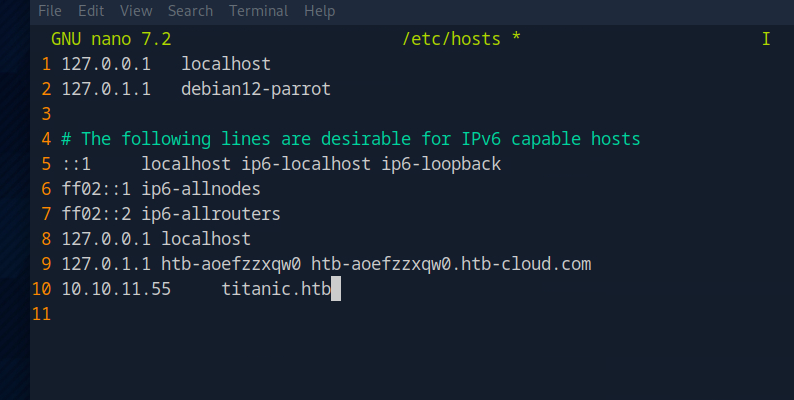 File Edit View Search Terminal Help
GNU nano 7.2 /etc/hosts * I
1 127.0.0.1 localhost
2 127.0.1.1 debian12-parrot
3
4 # The following lines are desirable for IPv6 capable hosts
5 ::1 localhost ip6-localhost ip6-loopback
6 ff02::1 ip6-allnodes
7 ff02::2 ip6-allrouters
8 127.0.0.1 localhost
9 127.0.1.1 htb-aoefzzxqw0 htb-aoefzzxqw0.htb-cloud.com
10 10.10.11.55 titanic.htb
11